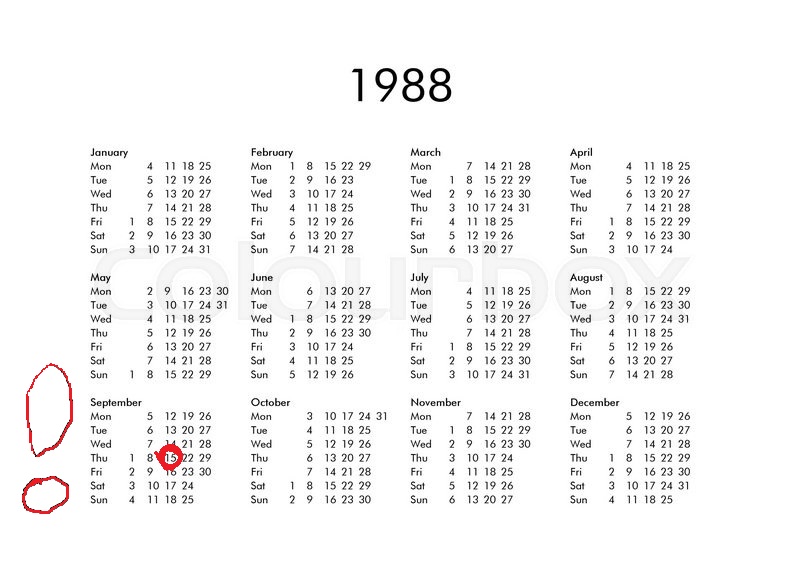 1988
January
Mon 4 11 18 25
Tue 5 12 19 26
Wed 6 13 20 27
Thu 7 14 21 28
Fri 1 8 15 22 29
Sat 2 9 16 23 30
Sun 3 10 17 24 31
February
Mon 1 8 15 22 29
Tue 2 9 16 23
Wed 3 10 17 24
Thu 4 11 18 25
Fri 5 12 19 26
Sat 6 13 20 27
Sun 7 14 21 28
March
Mon 7 14 21 28
Tue 1 8 15 22 29
Wed 2 9 16 23 30
Thu 3 10 17 24 31
Fri 4 11 18 25
Sat 5 12 19 26
Sun 6 13 20 27
April
Mon 4 11 18 25
Tue 5 12 19 26
Wed 6 13 20 27
Thu 7 14 21 28
Fri 1 8 15 22 29
Sat 2 9 16 23 30
Sun 3 10 17 24
colourbox
May
Mon 2 9 16 23 30
Tue 3 10 17 24 31
Wed 4 11 18 25
Thu 5 12 19 26
Fri 6 13 20 27
Sat 7 14 21 28
Sun 1 8 15 22 29
June
Mon 6 13 20 27
Tue 7 14 21 28
Wed 1 8 15 22 29
Thu 2 9 16 23 30
Fri 3 10 17 24
Sat 4 11 18 25
Sun 5 12 19 26
July
Mon 4 11 18 25
Tue 5 12 19 26
Wed 6 13 20 27
Thu 7 14 21 28
Fri 1 8 15 22 29
Sat 2 9 16 23 30
Sun 3 10 17 24 31
August
Mon 1 8 15 22 29
Tue 2 9 16 23 30
Wed 3 10 17 24 31
Thu 4 11 18 25
Fri 5 12 19 26
Sat 6 13 20 27
Sun 7 14 21 28
September
Mon 5 12 19 26
Tue 6 13 20 27
Wed 7 14 21 28
Thu 1 8 15 22 29
Fri 2 9 16 23 30
Sat 3 10 17 24
Sun 4 11 18 25
October
Mon 3 10 17 24 31
Tue 4 11 18 25
Wed 5 12 19 26
Thu 6 13 20 27
Fri 7 14 21 28
Sat 1 8 15 22 29
Sun 2 9 16 23 30
November
Mon 7 14 21 28
Tue 1 8 15 22 29
Wed 2 9 16 23 30
Thu 3 10 17 24
Fri 4 11 18 25
Sat 5 12 19 26
Sun 6 13 20 27
December
Mon 5 12 19 26
Tue 6 13 20 27
Wed 7 14 21 28
Thu 1 8 15 22 29
Fri 2 9 16 23 30
Sat 3 10 17 24 31
Sun 4 11 18 25